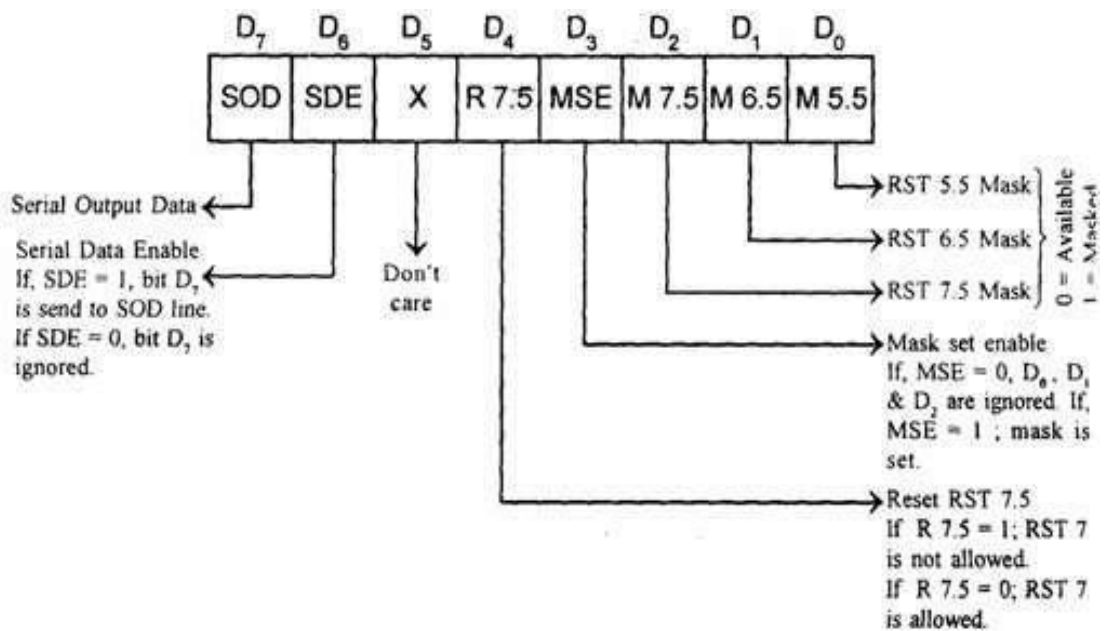 D₇ D₆ D₅ D₄ D₃ D₂ D₁ D₀
SOD SDE X R 7.5 MSE M 7.5 M 6.5 M 5.5
Serial Output Data
Serial Data Enable
If, SDE = 1, bit D₇
is send to SOD line.
If SDE = 0, bit D₇ is
ignored.
Don't
care
RST 5.5 Mask
RST 6.5 Mask
RST 7.5 Mask
0 = Available
1 = Masked
Mask set enable
If, MSE = 0, D₀, D₁
& D₂ are ignored. If,
MSE = 1 ; mask is
set.
Reset RST 7.5
If R 7.5 = 1; RST 7
is not allowed.
If R 7.5 = 0; RST 7
is allowed.